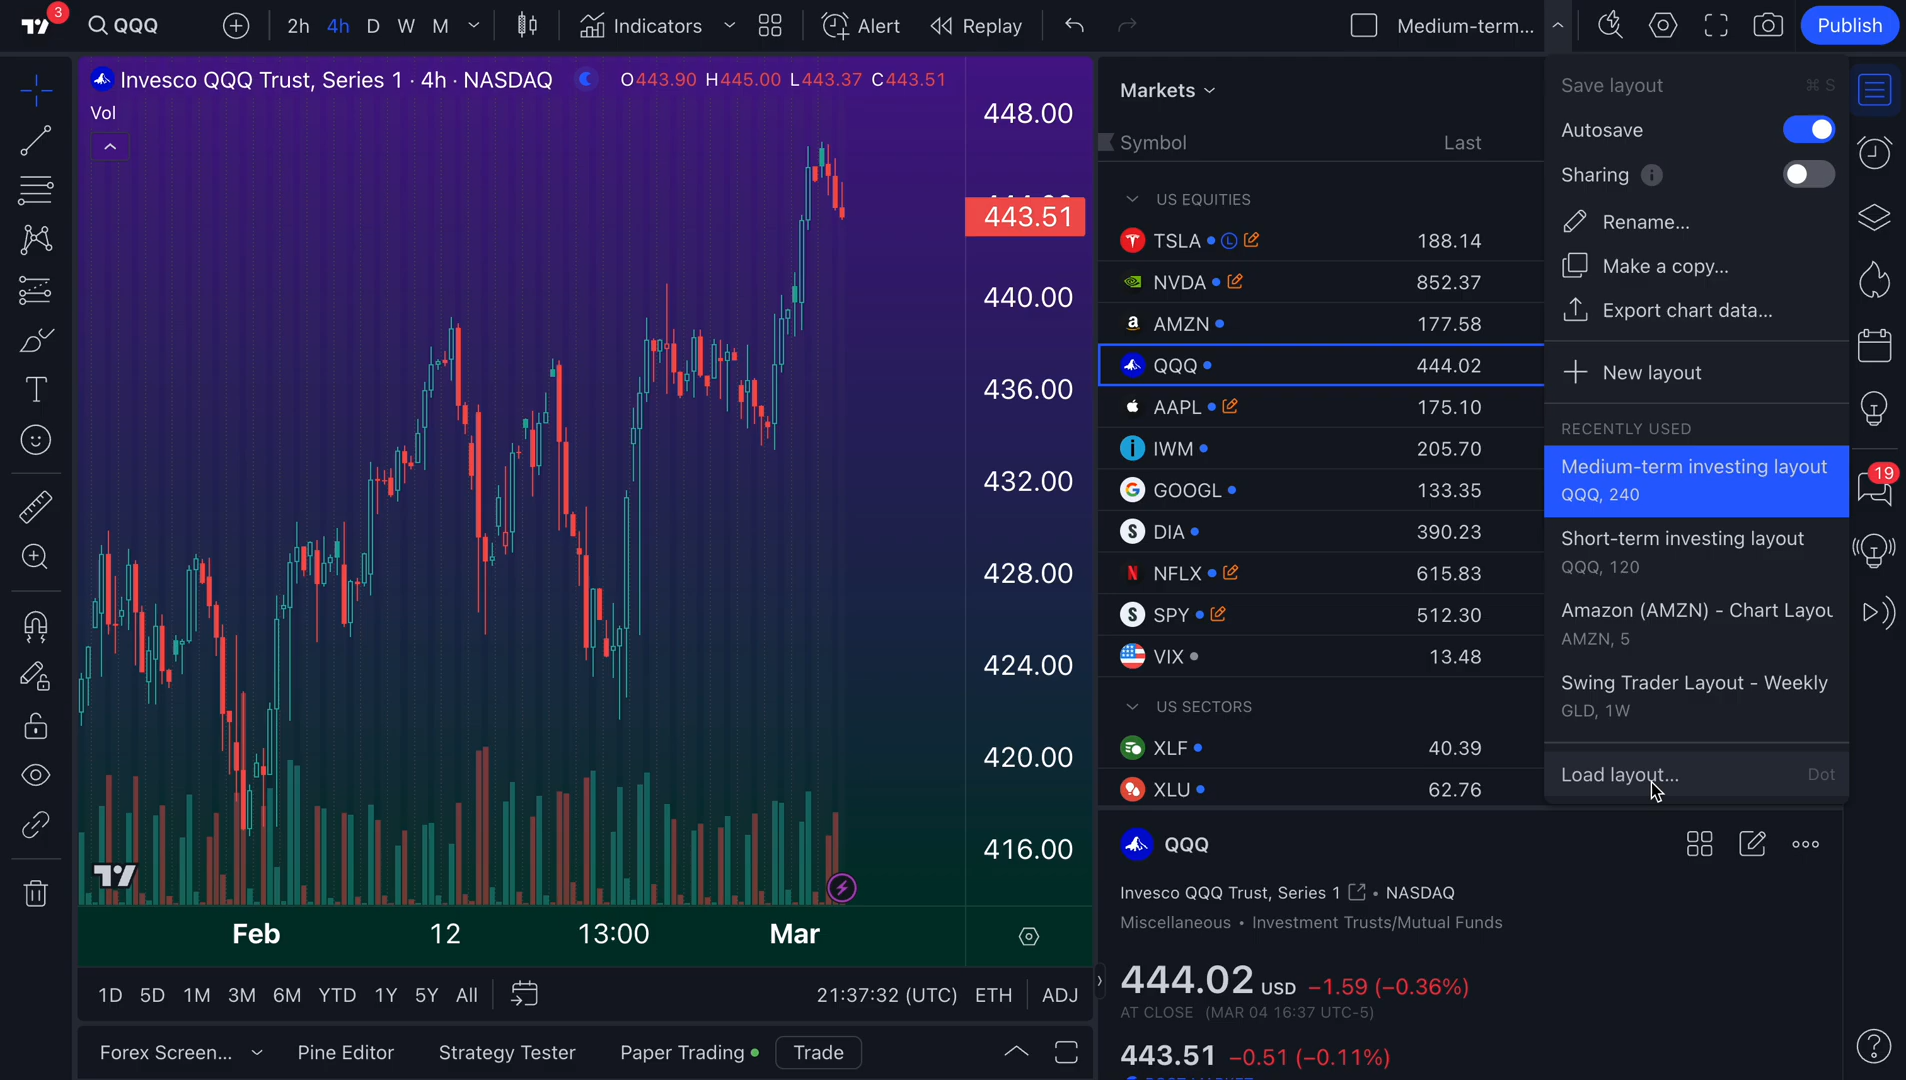 3
QQQ
2h 4h D W M
Indicators
Alert
Replay
Medium-term...
Publish
Invesco QQQ Trust, Series 1 · 4h · NASDAQ
O443.90 H445.00 L443.37 C443.51
Vol
448.00
443.51
440.00
436.00
432.00
428.00
424.00
420.00
416.00
Feb 12 13:00 Mar
1D 5D 1M 3M 6M YTD 1Y 5Y All
21:37:32 (UTC) ETH ADJ
Forex Screen... Pine Editor Strategy Tester Paper Trading Trade
Markets
Symbol Last
US EQUITIES
TSLA L 188.14
NVDA 852.37
AMZN 177.58
QQQ 444.02
AAPL 175.10
IWM 205.70
GOOGL 133.35
DIA 390.23
NFLX 615.83
SPY 512.30
VIX 13.48
US SECTORS
XLF 40.39
XLU 62.76
Save layout ⌘ S
Autosave
Sharing
Rename...
Make a copy...
Export chart data...
New layout
RECENTLY USED
Medium-term investing layout
QQQ, 240
Short-term investing layout
QQQ, 120
Amazon (AMZN) - Chart Layou
AMZN, 5
Swing Trader Layout - Weekly
GLD, 1W
Load layout... Dot
19
QQQ
Invesco QQQ Trust, Series 1 • NASDAQ
Miscellaneous • Investment Trusts/Mutual Funds
444.02 USD −1.59 (−0.36%)
AT CLOSE (MAR 04 16:37 UTC-5)
443.51 −0.51 (−0.11%)